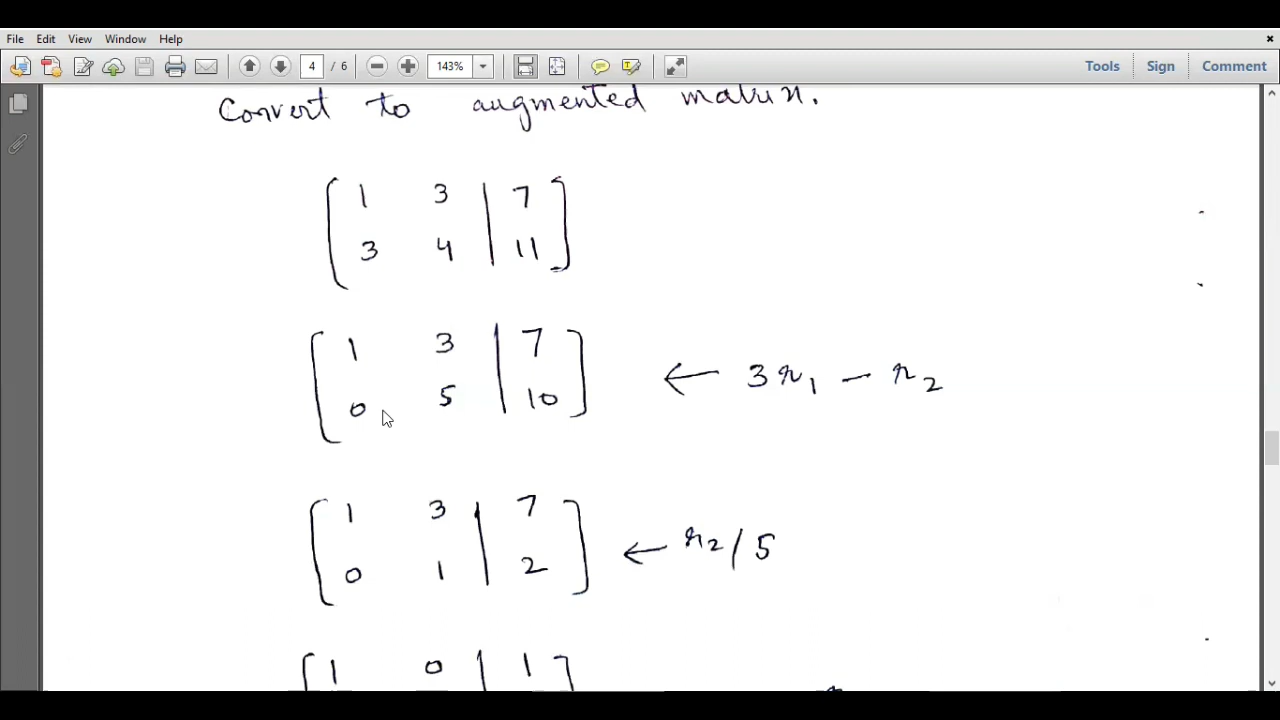 File Edit View Window Help
4 / 6 143% Tools Sign Comment
Convert to augmented matrix.
1 3 | 7
3 4 | 11
1 3 | 7
0 5 | 10 ← 3r1 - r2
1 3 | 7
0 1 | 2 ← r2/5
1 0 | 1